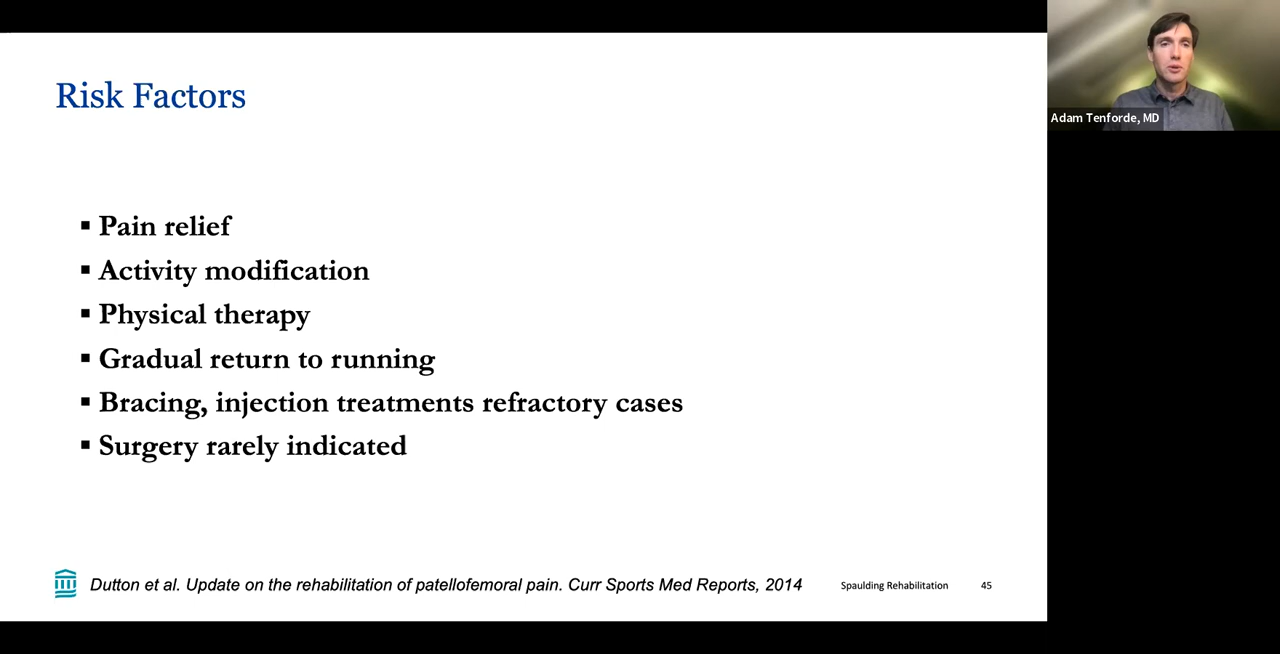 Risk Factors
▪ Pain relief
▪ Activity modification
▪ Physical therapy
▪ Gradual return to running
▪ Bracing, injection treatments refractory cases
▪ Surgery rarely indicated
Dutton et al. Update on the rehabilitation of patellofemoral pain. Curr Sports Med Reports, 2014
Spaulding Rehabilitation 45
Adam Tenforde, MD